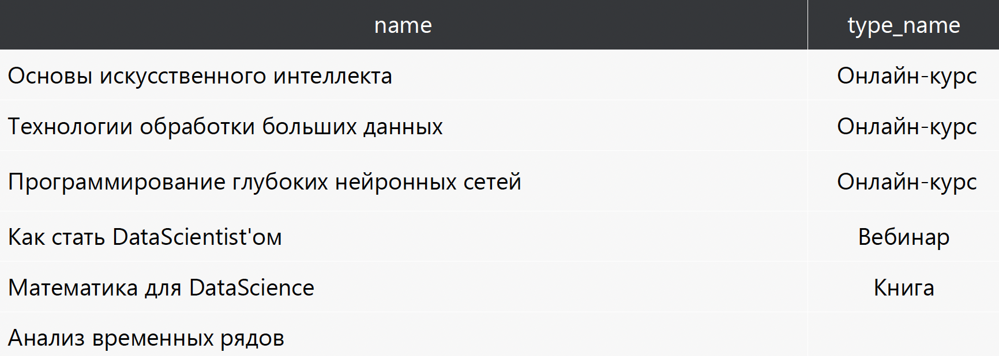 name type_name
Основы искусственного интеллекта Онлайн-курс
Технологии обработки больших данных Онлайн-курс
Программирование глубоких нейронных сетей Онлайн-курс
Как стать DataScientist'ом Вебинар
Математика для DataScience Книга
Анализ временных рядов